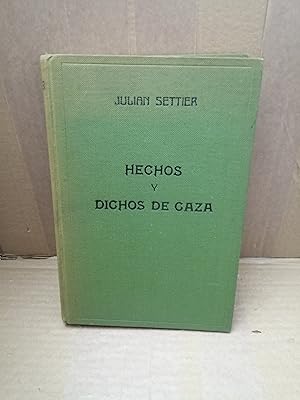 JULIAN SETTIER
HECHOS
Y
DICHOS DE CAZA